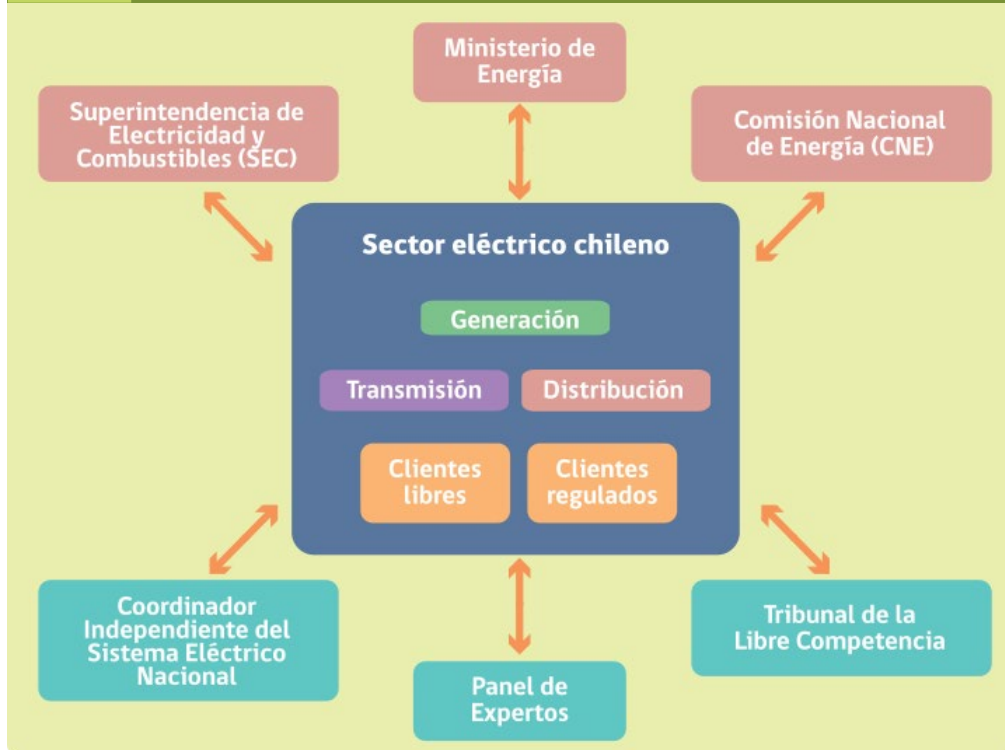 Ministerio de
Energía
Superintendencia de
Electricidad y
Combustibles (SEC)
Comisión Nacional
de Energía (CNE)
Sector eléctrico chileno
Generación
Transmisión
Distribución
Clientes
libres
Clientes
regulados
Coordinador
Independiente del
Sistema Eléctrico
Nacional
Panel de
Expertos
Tribunal de la
Libre Competencia